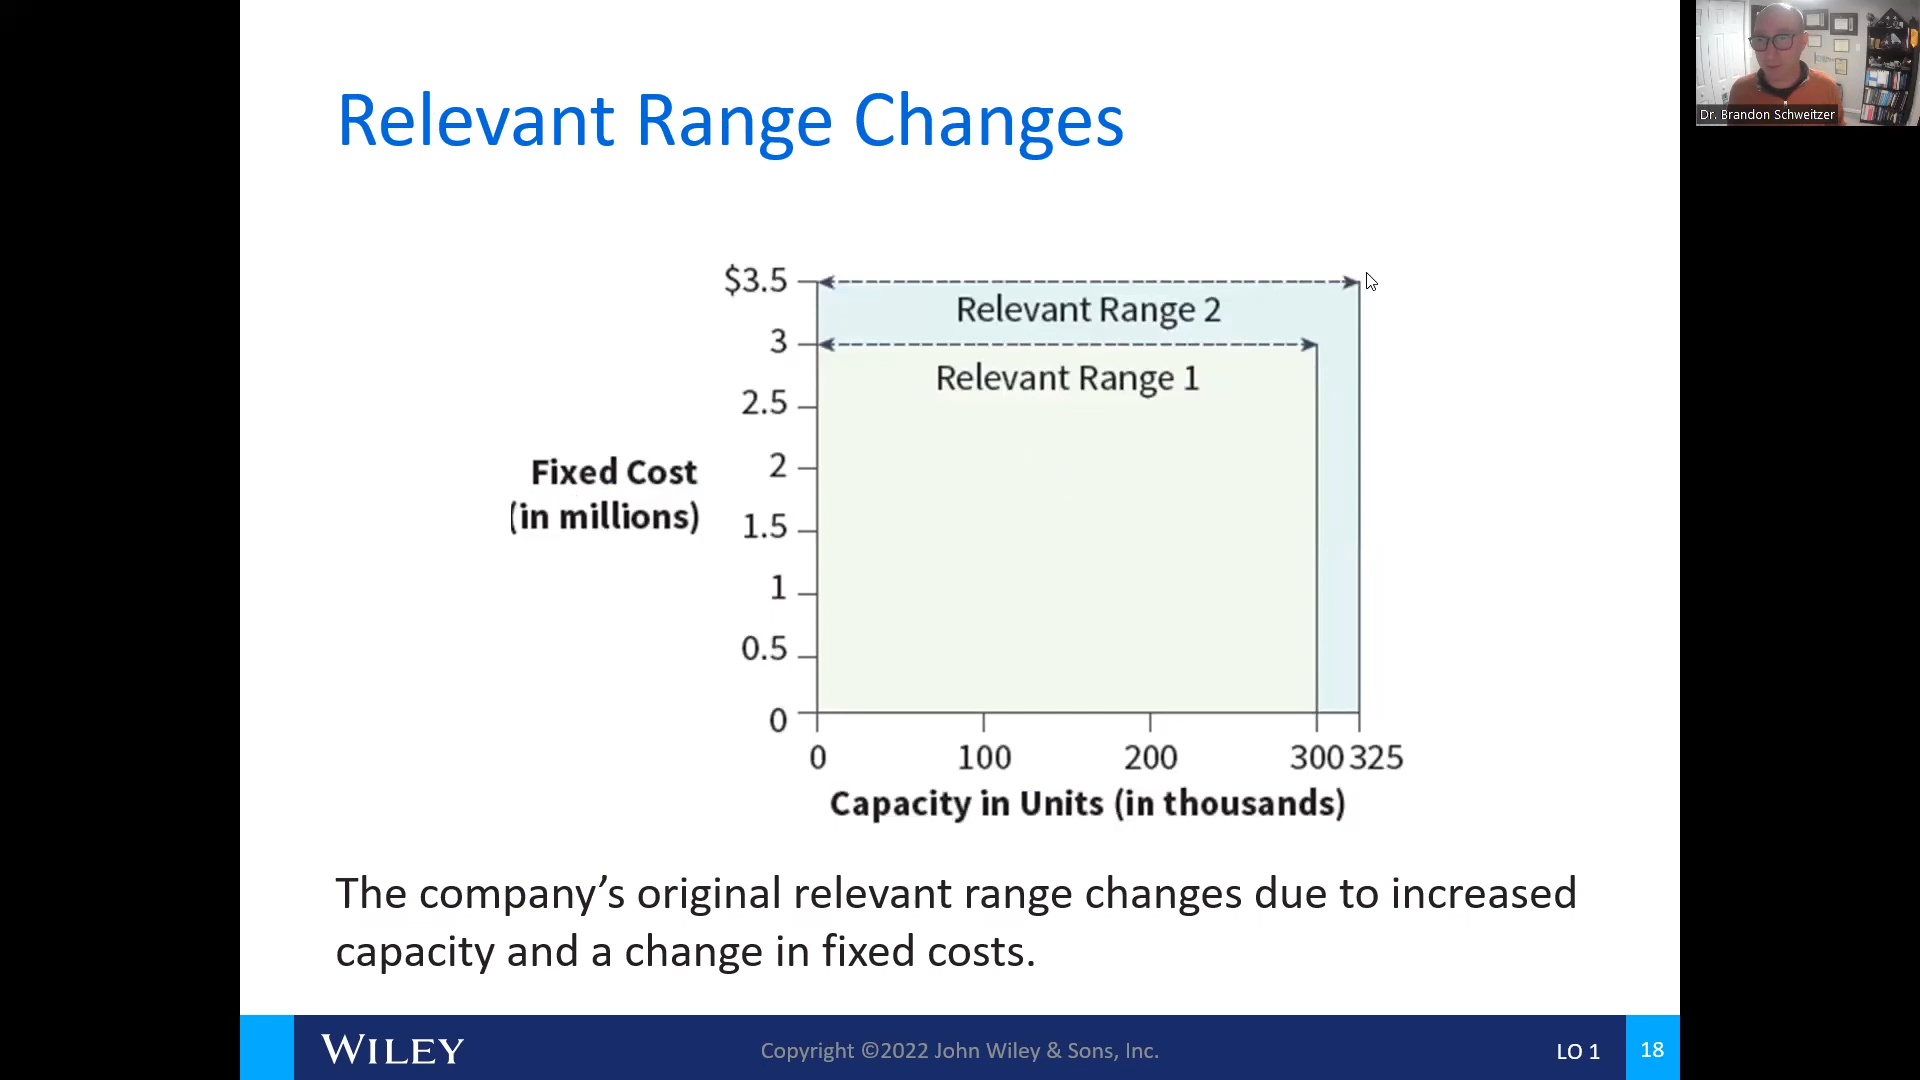 Relevant Range Changes
Dr. Brandon Schweitzer
$3.5
Relevant Range 2
3
Relevant Range 1
2.5
Fixed Cost
(in millions)
2
1.5
1
0.5
0
0 100 200 300 325
Capacity in Units (in thousands)
The company’s original relevant range changes due to increased
capacity and a change in fixed costs.
WILEY Copyright ©2022 John Wiley & Sons, Inc. LO 1 18